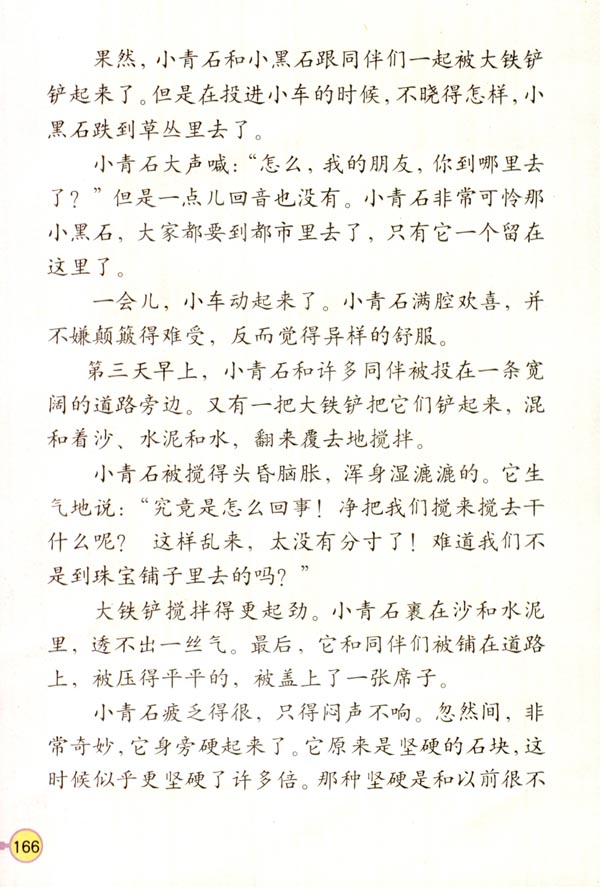 果然，小青石和小黑石跟同伴们一起被大铁铲
铲起来了。但是在投进小车的时候，不晓得怎样，小
黑石跌到草丛里去了。
小青石大声喊：“怎么，我的朋友，你到哪里去
了？”但是一点儿回音也没有。小青石非常可怜那
小黑石，大家都要到都市里去了，只有它一个留在
这里了。
一会儿，小车动起来了。小青石满腔欢喜，并
不嫌颠簸得难受，反而觉得异样的舒服。
第三天早上，小青石和许多同伴被投在一条宽
阔的道路旁边。又有一把大铁铲把它们铲起来，混
和着沙、水泥和水，翻来覆去地搅拌。
小青石被搅得头昏脑胀，浑身湿漉漉的。它生
气地说：“究竟是怎么回事！净把我们搅来搅去干
什么呢？ 这样乱来，太没有分寸了！难道我们不
是到珠宝铺子里去的吗？”
大铁铲搅拌得更起劲。小青石裹在沙和水泥
里，透不出一丝气。最后，它和同伴们被铺在道路
上，被压得平平的，被盖上了一张席子。
小青石疲乏得很，只得闷声不响。忽然间，非
常奇妙，它身旁硬起来了。它原来是坚硬的石块，这
时候似乎更坚硬了许多倍。那种坚硬是和以前很不
166